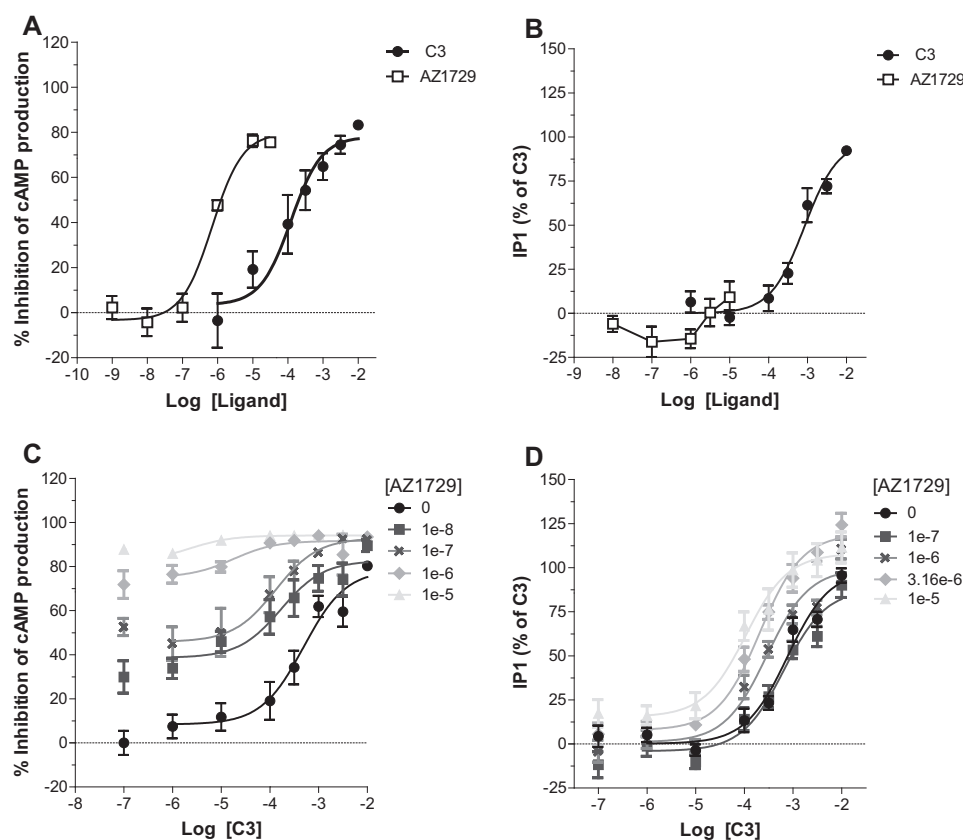 A
C3
AZ1729
% Inhibition of cAMP production
120
100
80
60
40
20
0
-20
-10 -9 -8 -7 -6 -5 -4 -3 -2
Log [Ligand]
B
C3
AZ1729
IP1 (% of C3)
150
125
100
75
50
25
0
-25
-9 -8 -7 -6 -5 -4 -3 -2
Log [Ligand]
C
[AZ1729]
0
1e-8
1e-7
1e-6
1e-5
% Inhibition of cAMP production
120
100
80
60
40
20
0
-20
-8 -7 -6 -5 -4 -3 -2
Log [C3]
D
[AZ1729]
0
1e-7
1e-6
3.16e-6
1e-5
IP1 (% of C3)
150
125
100
75
50
25
0
-25
-7 -6 -5 -4 -3 -2
Log [C3]